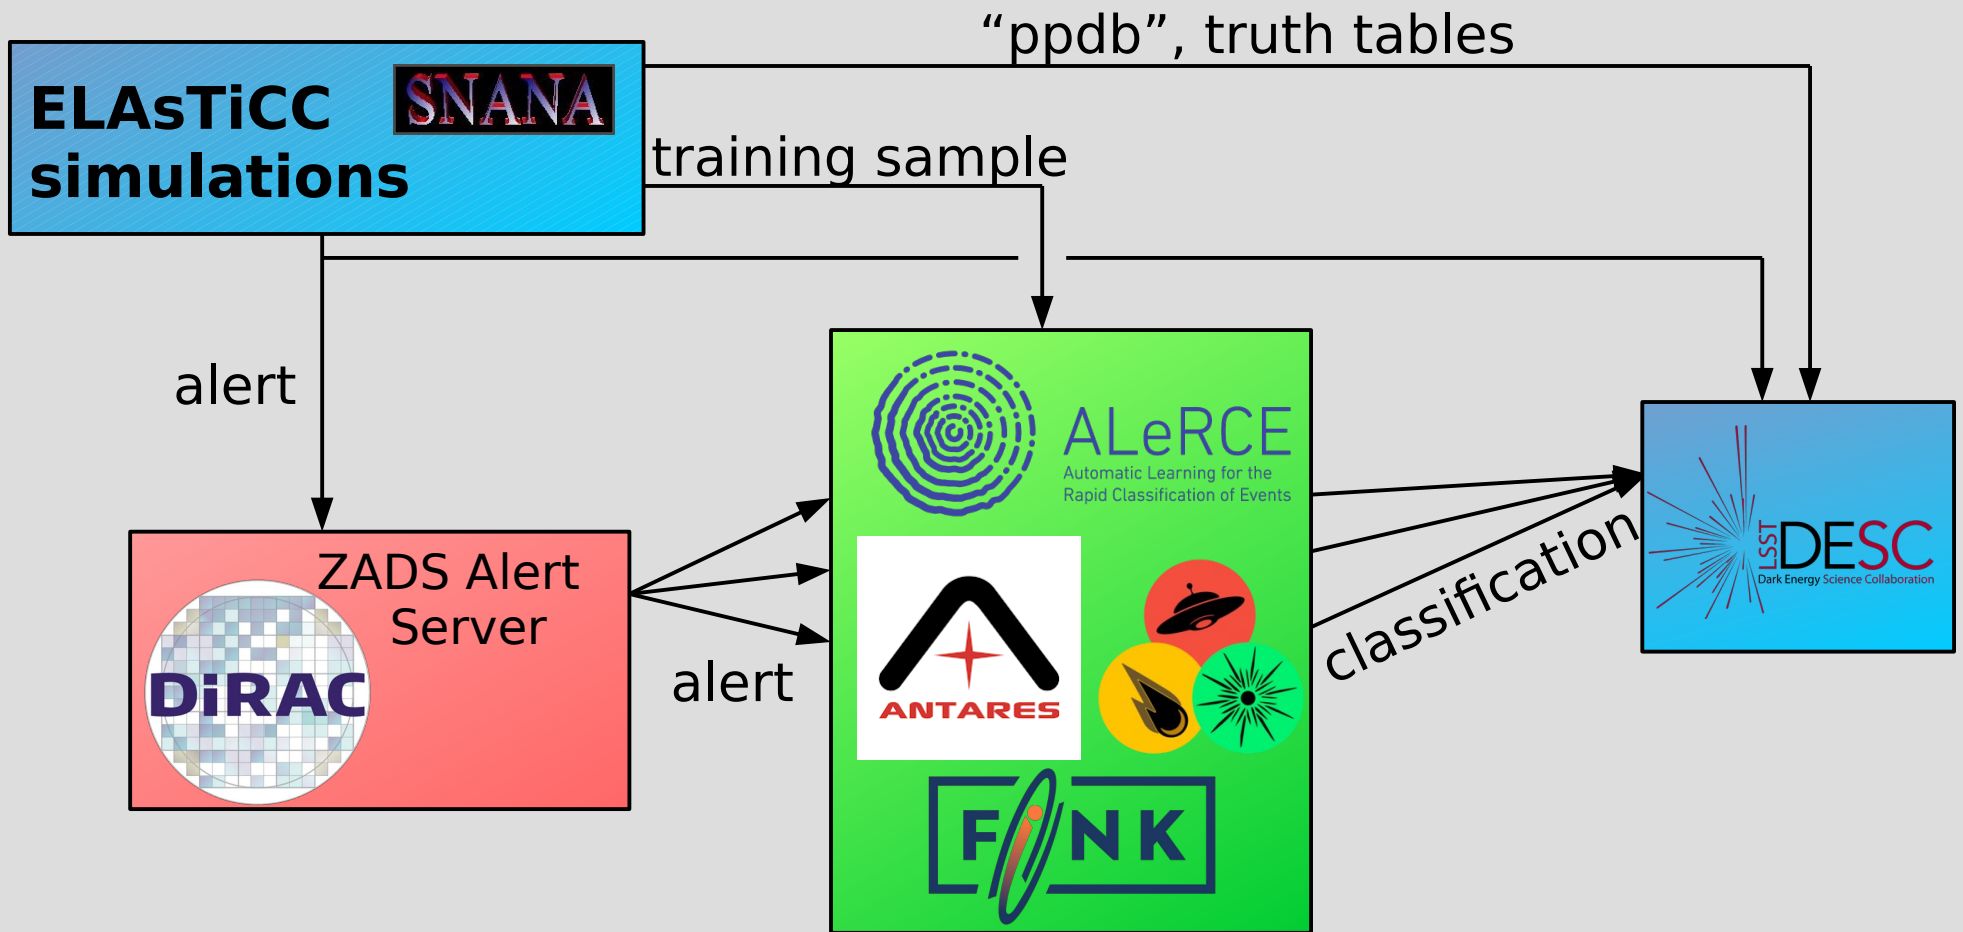 “ppdb”, truth tables
ELAsTiCC
simulations
SNANA
training sample
alert
ALeRCE
Automatic Learning for the
Rapid Classification of Events
ZADS Alert
Server
DiRAC
alert
ANTARES
classification
LSST
DESC
Dark Energy Science Collaboration
FINK